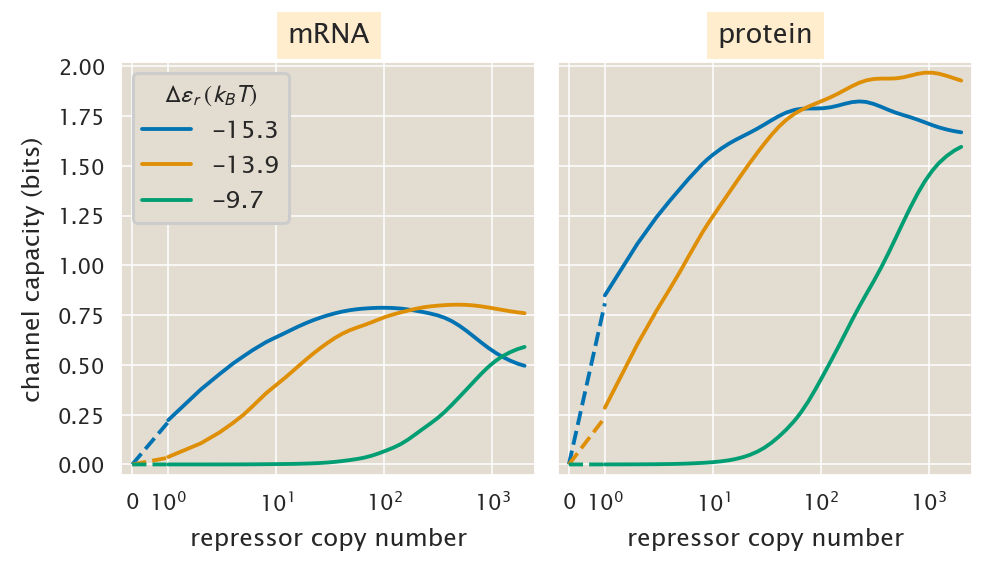 mRNA
protein
channel capacity (bits)
2.00
1.75
1.50
1.25
1.00
0.75
0.50
0.25
0.00
Δεᵣ (k_BT)
–15.3
–13.9
–9.7
0 10⁰ 10¹ 10² 10³
0 10⁰ 10¹ 10² 10³
repressor copy number
repressor copy number